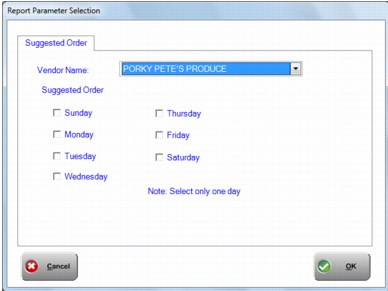 Report Parameter Selection
Suggested Order
Vendor Name: PORKY PETE'S PRODUCE
Suggested Order
Sunday Thursday
Monday Friday
Tuesday Saturday
Wednesday
Note: Select only one day
Cancel OK